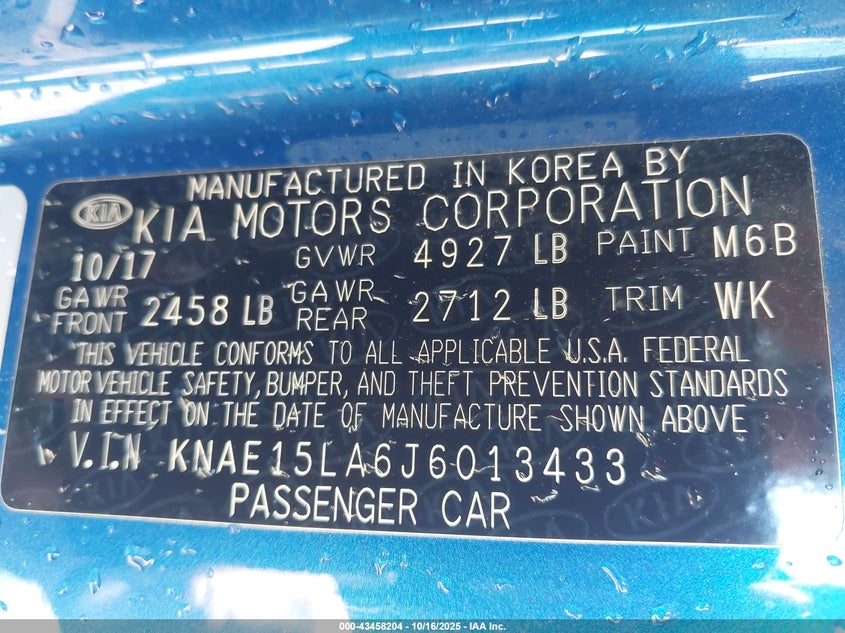 MANUFACTURED IN KOREA BY
KIA KIA MOTORS CORPORATION
10/17 GVWR 4927 LB PAINT M6B
GAWR FRONT 2458 LB GAWR REAR 2712 LB TRIM WK
THIS VEHICLE CONFORMS TO ALL APPLICABLE U.S.A. FEDERAL
MOTOR VEHICLE SAFETY, BUMPER, AND THEFT PREVENTION STANDARDS
IN EFFECT ON THE DATE OF MANUFACTURE SHOWN ABOVE
V.I.N KNAE15LA6J6013433
PASSENGER CAR
000-43458204 - 10/16/2025 - IAA Inc.